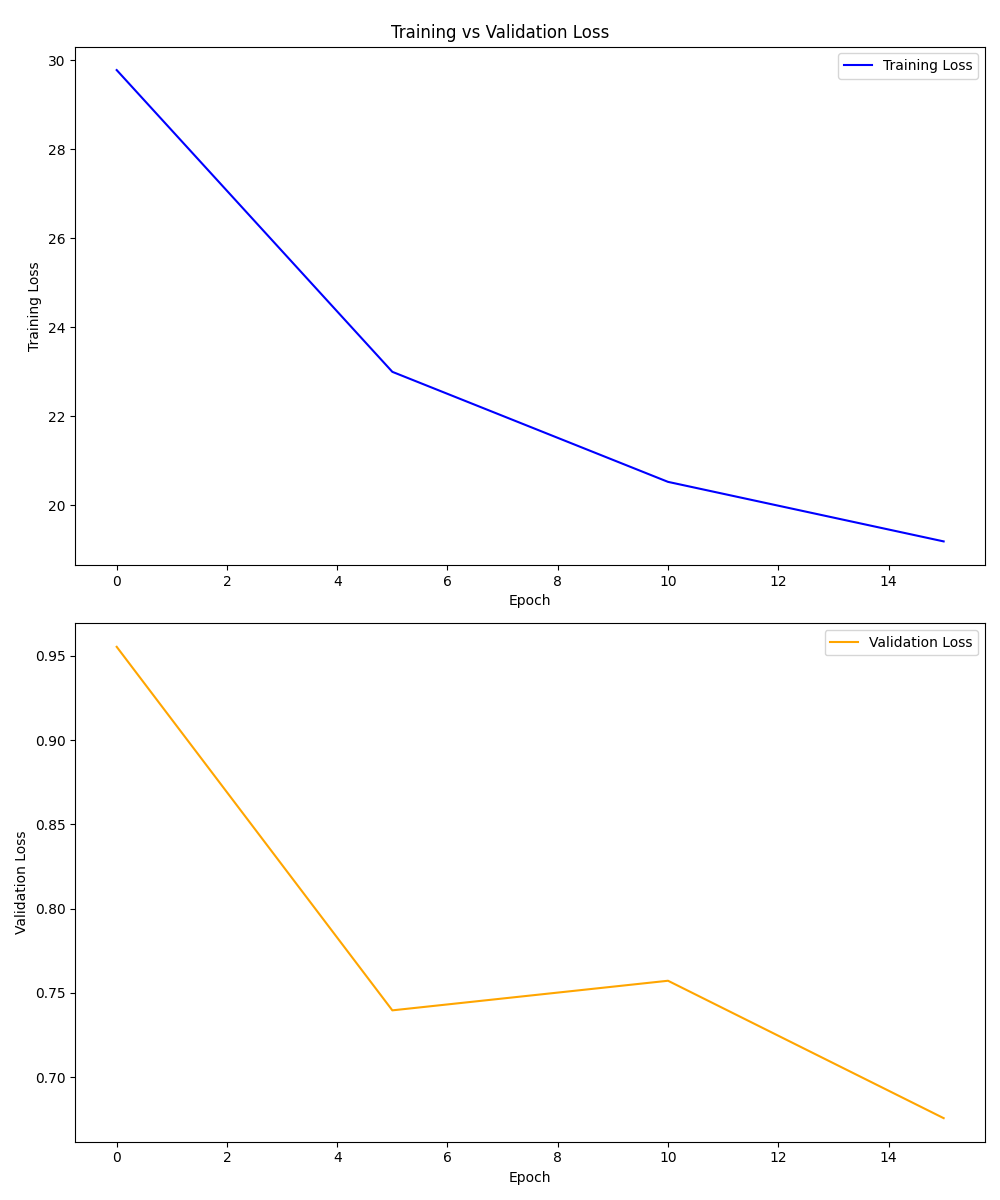 Training vs Validation Loss
Training Loss
30
28
26
24
22
20
Training Loss
0 2 4 6 8 10 12 14
Epoch
Validation Loss
0.95
0.90
0.85
0.80
0.75
0.70
Validation Loss
0 2 4 6 8 10 12 14
Epoch